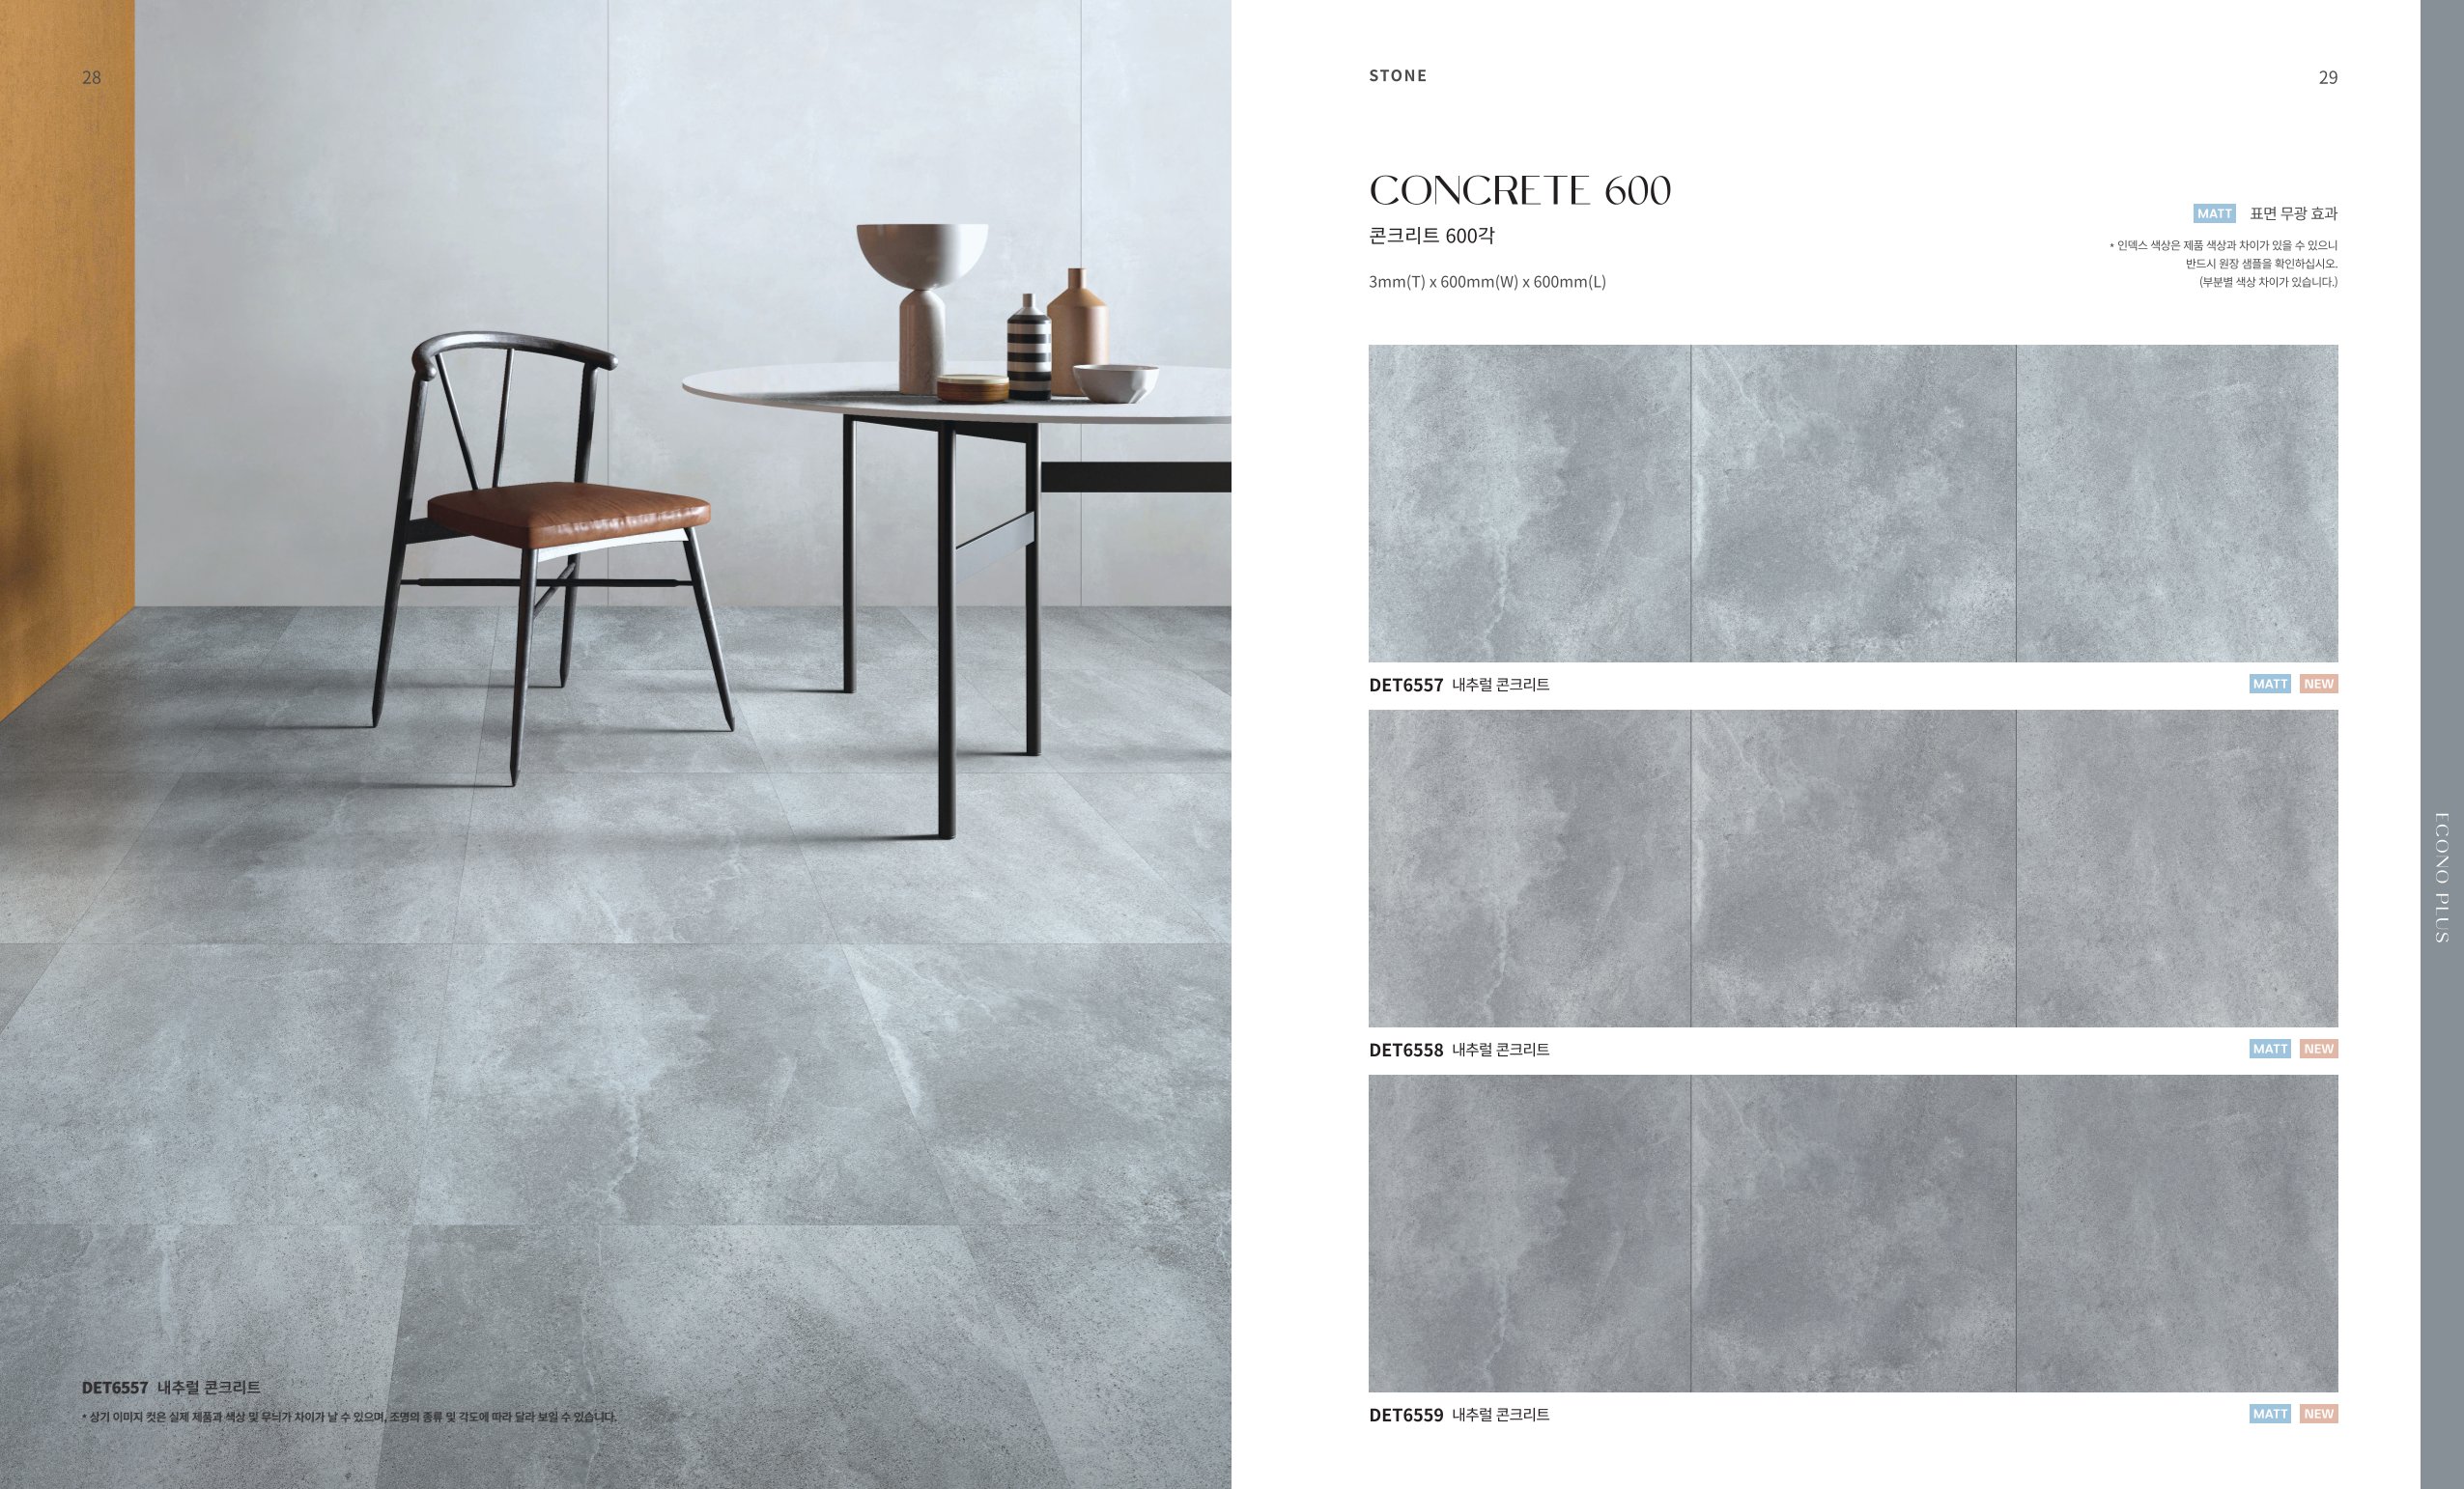 28
DET6557 내추럴 콘크리트
* 상기 이미지 컷은 실제 제품과 색상 및 무늬가 차이가 날 수 있으며, 조명의 종류 및 각도에 따라 달라 보일 수 있습니다.
STONE
29
CONCRETE 600
콘크리트 600각
3mm(T) x 600mm(W) x 600mm(L)
MATT 표면 무광 효과
* 인덱스 색상은 제품 색상과 차이가 있을 수 있으니
반드시 원장 샘플을 확인하십시오.
(부분별 색상 차이가 있습니다.)
DET6557 내추럴 콘크리트 MATT NEW
DET6558 내추럴 콘크리트 MATT NEW
DET6559 내추럴 콘크리트 MATT NEW
ECONO PLUS